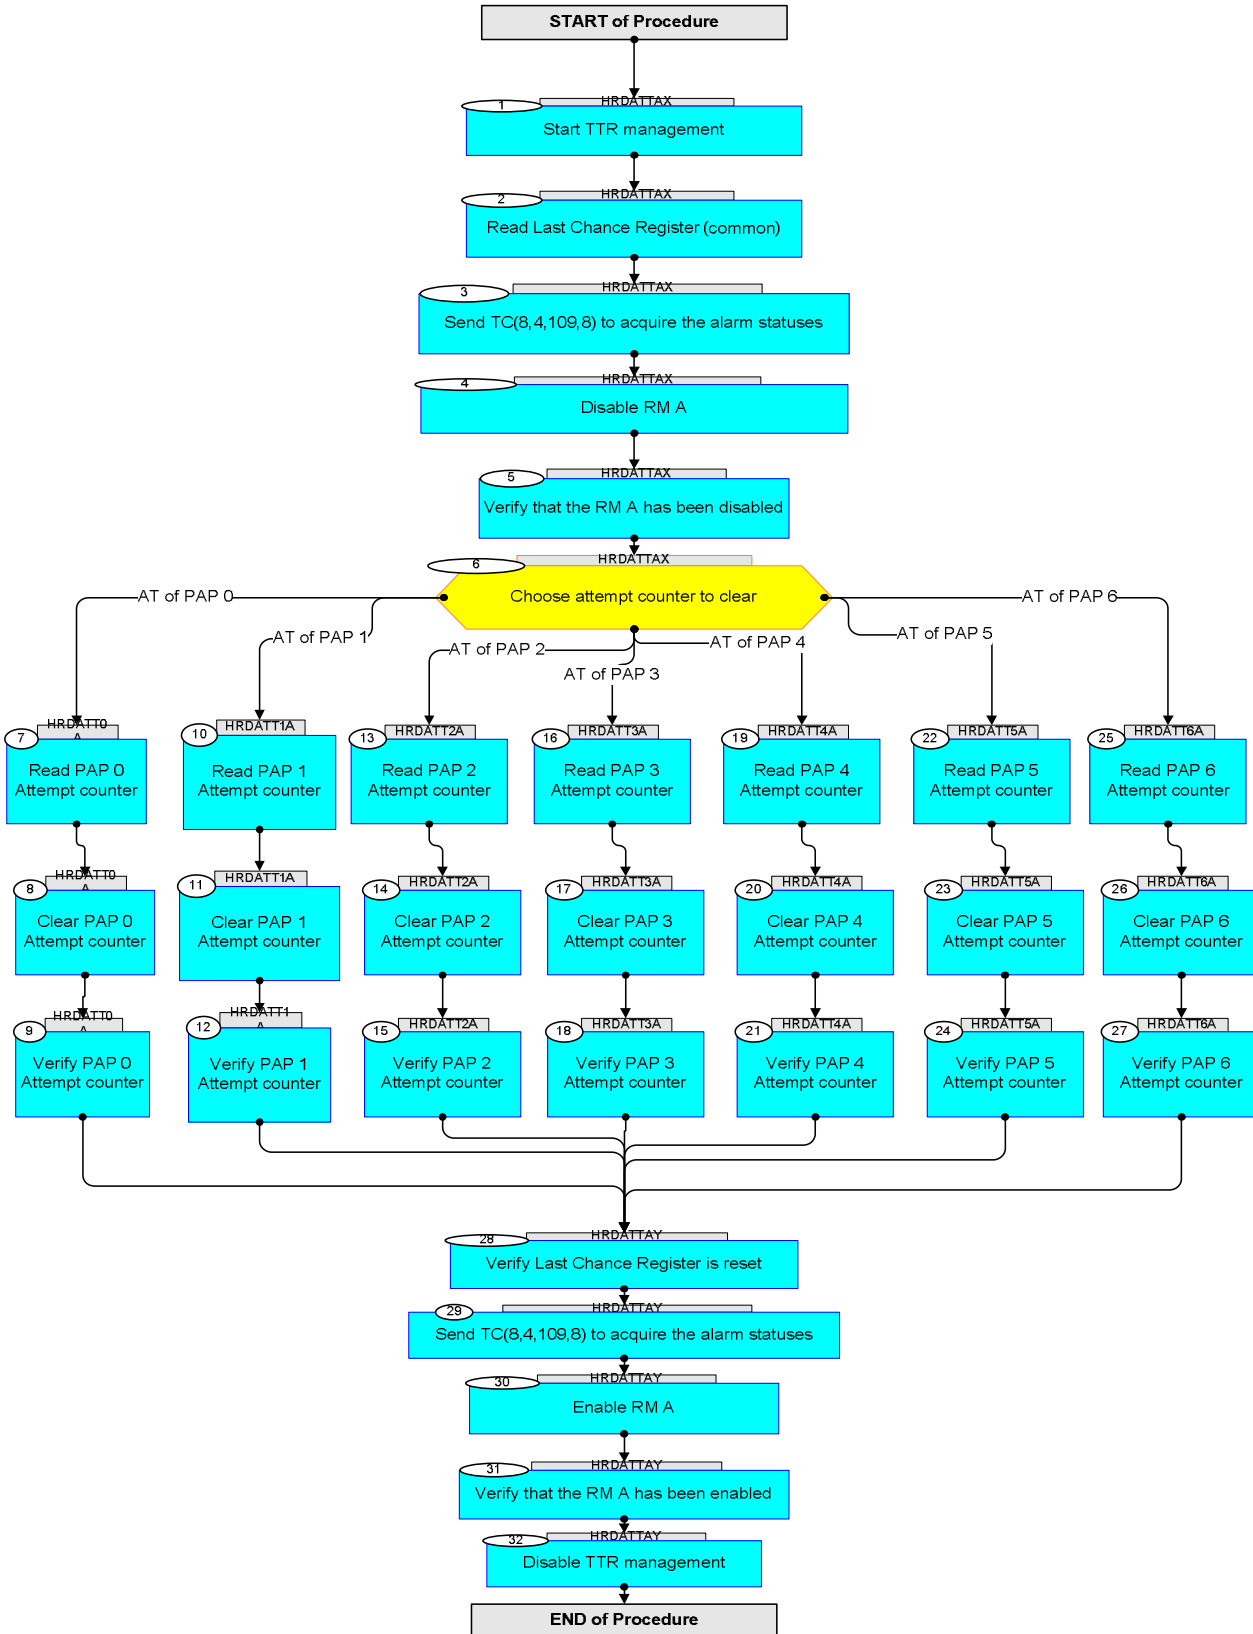 START of Procedure
HRDATTAX
1
Start TTR management
HRDATTAX
2
Read Last Chance Register (common)
HRDATTAX
3
Send TC(8,4,109,8) to acquire the alarm statuses
HRDATTAX
4
Disable RM A
HRDATTAX
5
Verify that the RM A has been disabled
HRDATTAX
6
Choose attempt counter to clear
AT of PAP 0
AT of PAP 1
AT of PAP 2
AT of PAP 3
AT of PAP 4
AT of PAP 5
AT of PAP 6
HRDATT0
A
7
Read PAP 0
Attempt counter
HRDATT1A
10
Read PAP 1
Attempt counter
HRDATT2A
13
Read PAP 2
Attempt counter
HRDATT3A
16
Read PAP 3
Attempt counter
HRDATT4A
19
Read PAP 4
Attempt counter
HRDATT5A
22
Read PAP 5
Attempt counter
HRDATT6A
25
Read PAP 6
Attempt counter
HRDATT0
A
8
Clear PAP 0
Attempt counter
HRDATT1A
11
Clear PAP 1
Attempt counter
HRDATT2A
14
Clear PAP 2
Attempt counter
HRDATT3A
17
Clear PAP 3
Attempt counter
HRDATT4A
20
Clear PAP 4
Attempt counter
HRDATT5A
23
Clear PAP 5
Attempt counter
HRDATT6A
26
Clear PAP 6
Attempt counter
HRDATT0
A
9
Verify PAP 0
Attempt counter
HRDATT1
A
12
Verify PAP 1
Attempt counter
HRDATT2A
15
Verify PAP 2
Attempt counter
HRDATT3A
18
Verify PAP 3
Attempt counter
HRDATT4A
21
Verify PAP 4
Attempt counter
HRDATT5A
24
Verify PAP 5
Attempt counter
HRDATT6A
27
Verify PAP 6
Attempt counter
HRDATTAY
28
Verify Last Chance Register is reset
HRDATTAY
29
Send TC(8,4,109,8) to acquire the alarm statuses
HRDATTAY
30
Enable RM A
HRDATTAY
31
Verify that the RM A has been enabled
HRDATTAY
32
Disable TTR management
END of Procedure